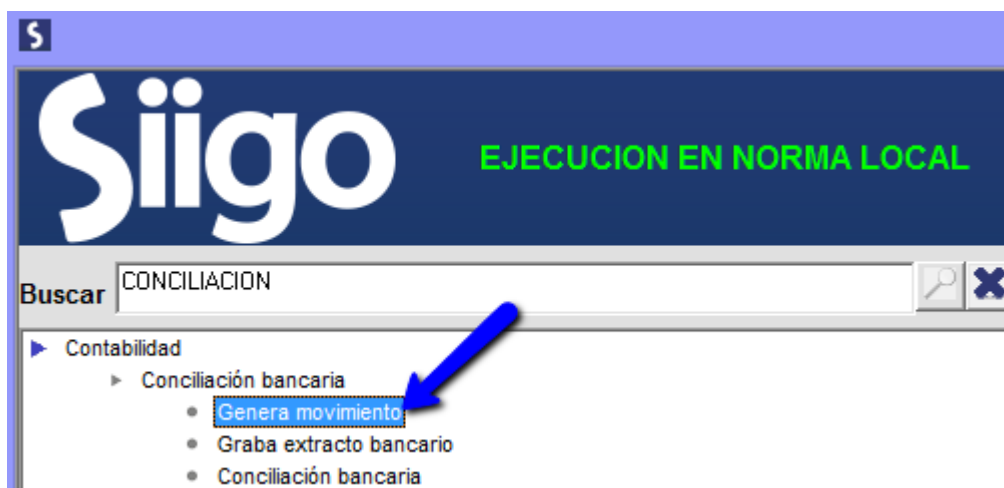 S
Siigo
EJECUCION EN NORMA LOCAL
Buscar CONCILIACION
Contabilidad
Conciliación bancaria
Genera movimiento
Graba extracto bancario
Conciliación bancaria